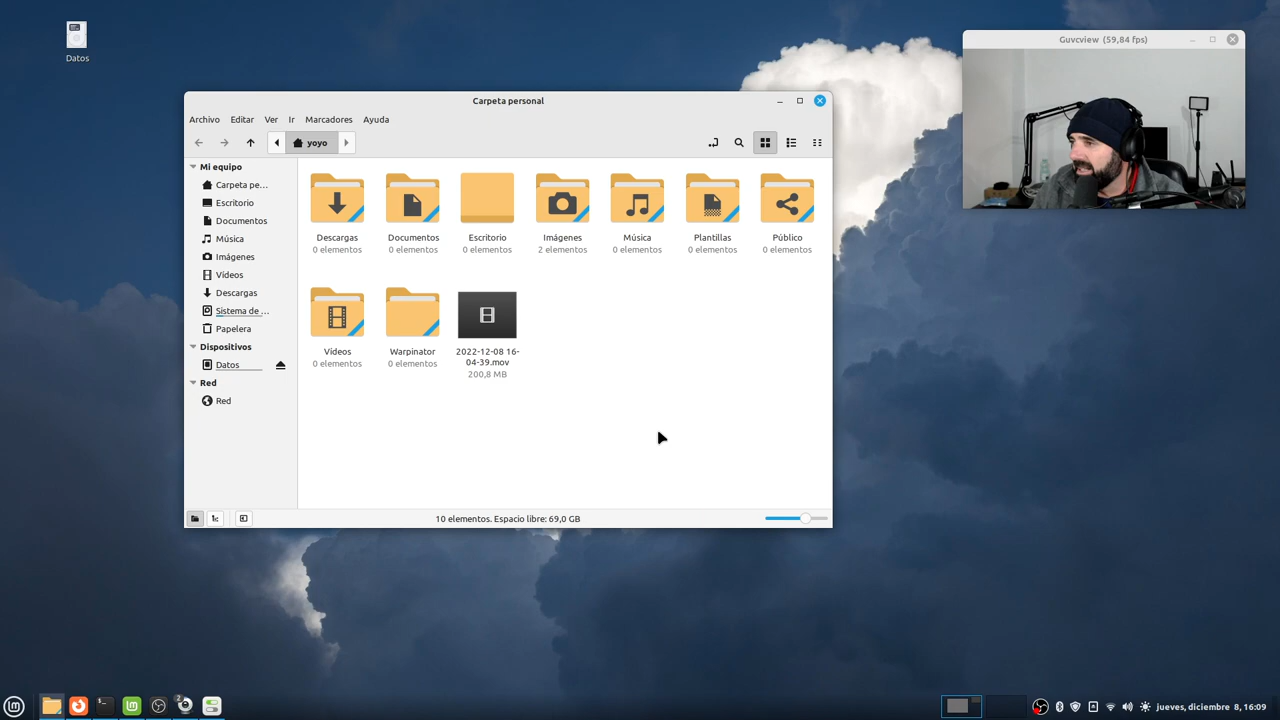 Datos
Guvcview (59,84 fps)
Carpeta personal
Archivo Editar Ver Ir Marcadores Ayuda
yoyo
Mi equipo
Carpeta pe...
Escritorio
Documentos
Música
Imágenes
Vídeos
Descargas
Sistema de ...
Papelera
Dispositivos
Datos
Red
Red
Descargas
0 elementos
Documentos
0 elementos
Escritorio
0 elementos
Imágenes
2 elementos
Música
0 elementos
Plantillas
0 elementos
Público
0 elementos
Vídeos
0 elementos
Warpinator
0 elementos
2022-12-08 16-
04-39.mov
200,8 MB
10 elementos. Espacio libre: 69,0 GB
2
jueves, diciembre 8, 16:09